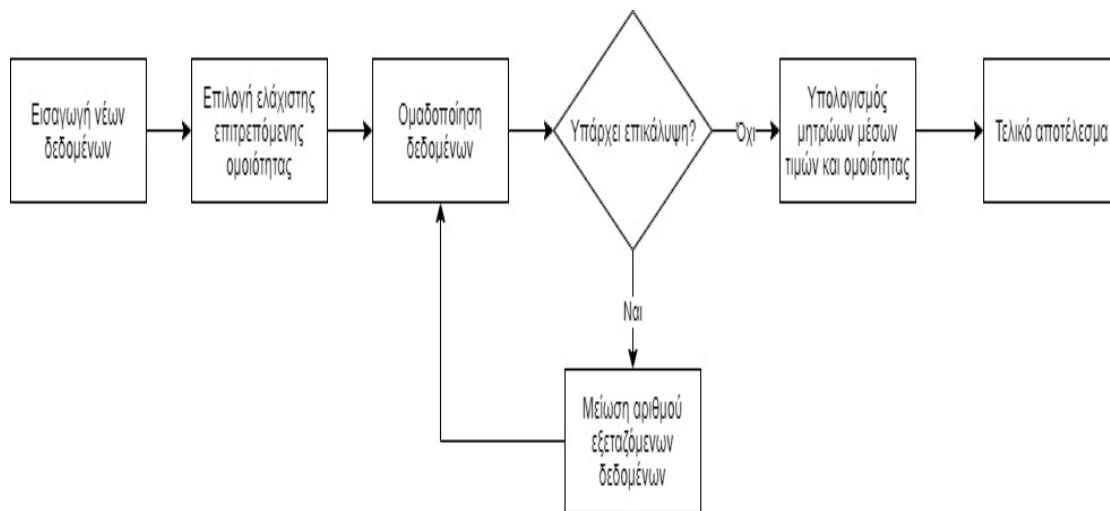 Εισαγωγή νέων
δεδομένων
Επιλογή ελάχιστης
επιτρεπόμενης
ομοιότητας
Ομαδοποίηση
δεδομένων
Υπάρχει επικάλυψη?
Όχι
Υπολογισμός
μητρώων μέσων
τιμών και ομοιότητας
Τελικό αποτέλεσμα
Ναι
Μείωση αριθμού
εξεταζόμενων
δεδομένων